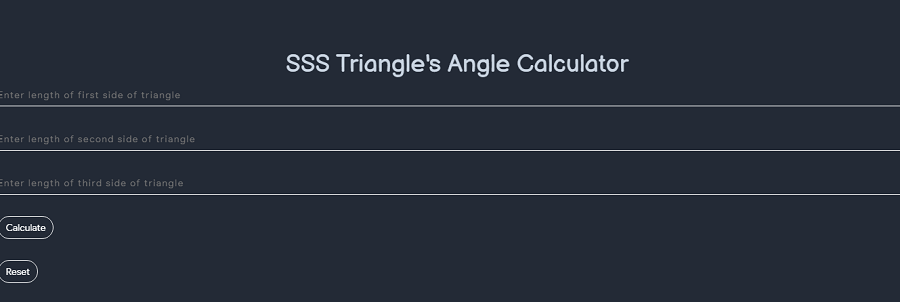 SSS Triangle's Angle Calculator
Enter length of first side of triangle
Enter length of second side of triangle
Enter length of third side of triangle
Calculate
Reset